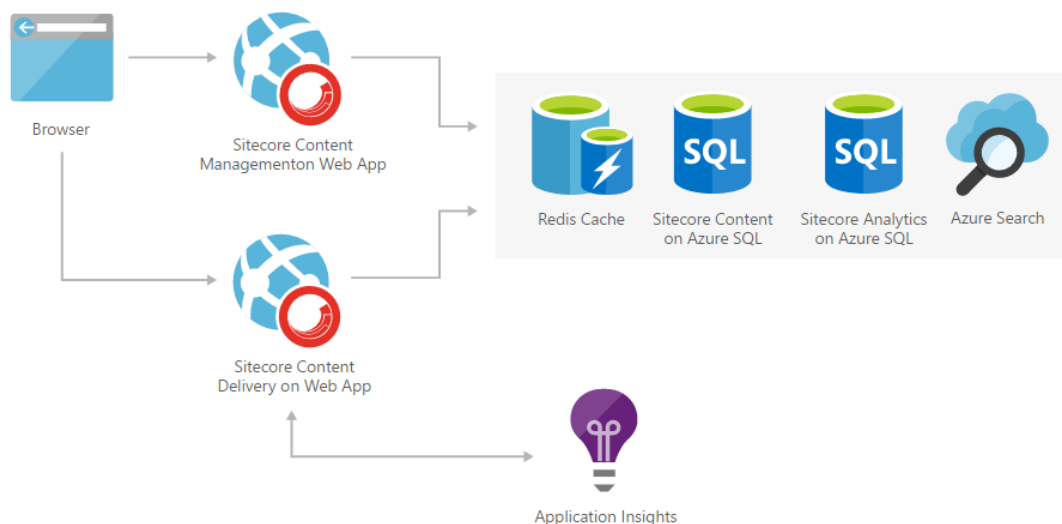 Browser
Sitecore Content
Managementon Web App
SQL
SQL
Redis Cache
Sitecore Content
on Azure SQL
Sitecore Analytics
on Azure SQL
Azure Search
Sitecore Content
Delivery on Web App
Application Insights